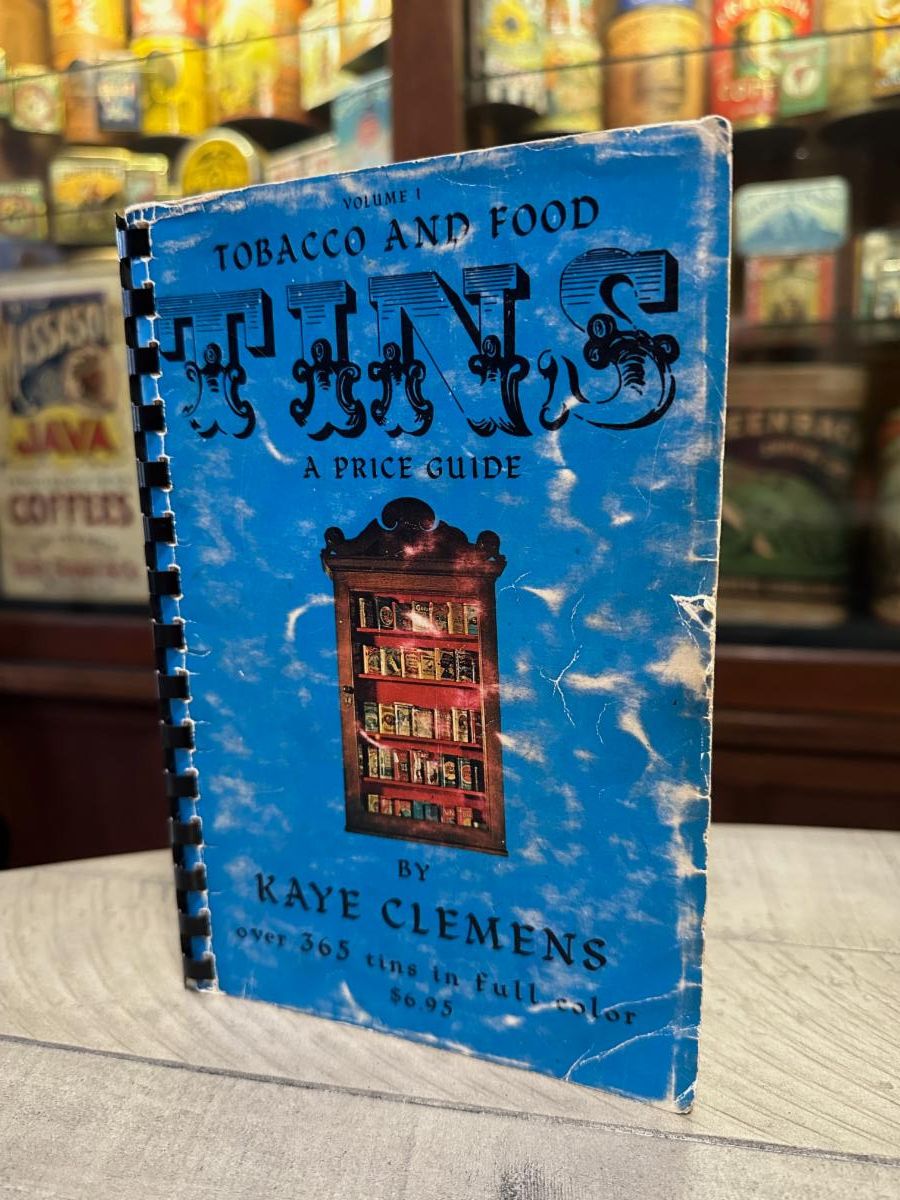 VOLUME I
TOBACCO AND FOOD
TINS
A PRICE GUIDE
BY
KAYE CLEMENS
over 365 tins in full color
$6.95
JAVA
COFFEES